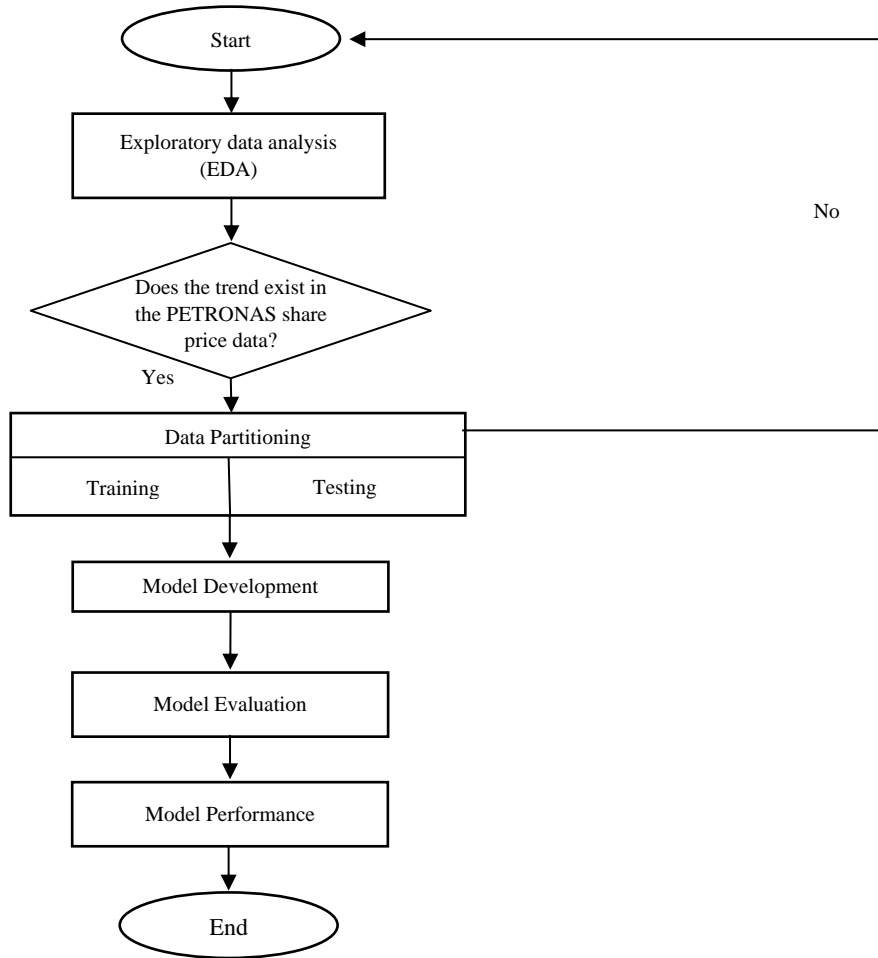 Start
Exploratory data analysis
(EDA)
No
Does the trend exist in
the PETRONAS share
price data?
Yes
Data Partitioning
Training
Testing
Model Development
Model Evaluation
Model Performance
End